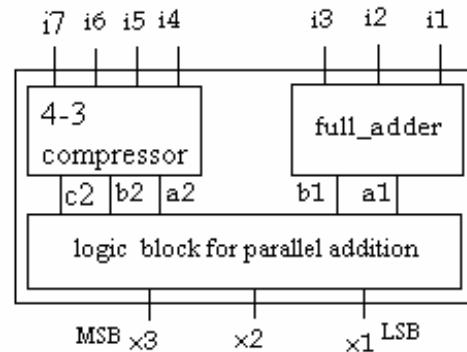 i7 i6 i5 i4 i3 i2 i1
4-3
compressor
full_adder
c2 b2 a2 b1 a1
logic block for parallel addition
MSB x3 x2 x1 LSB